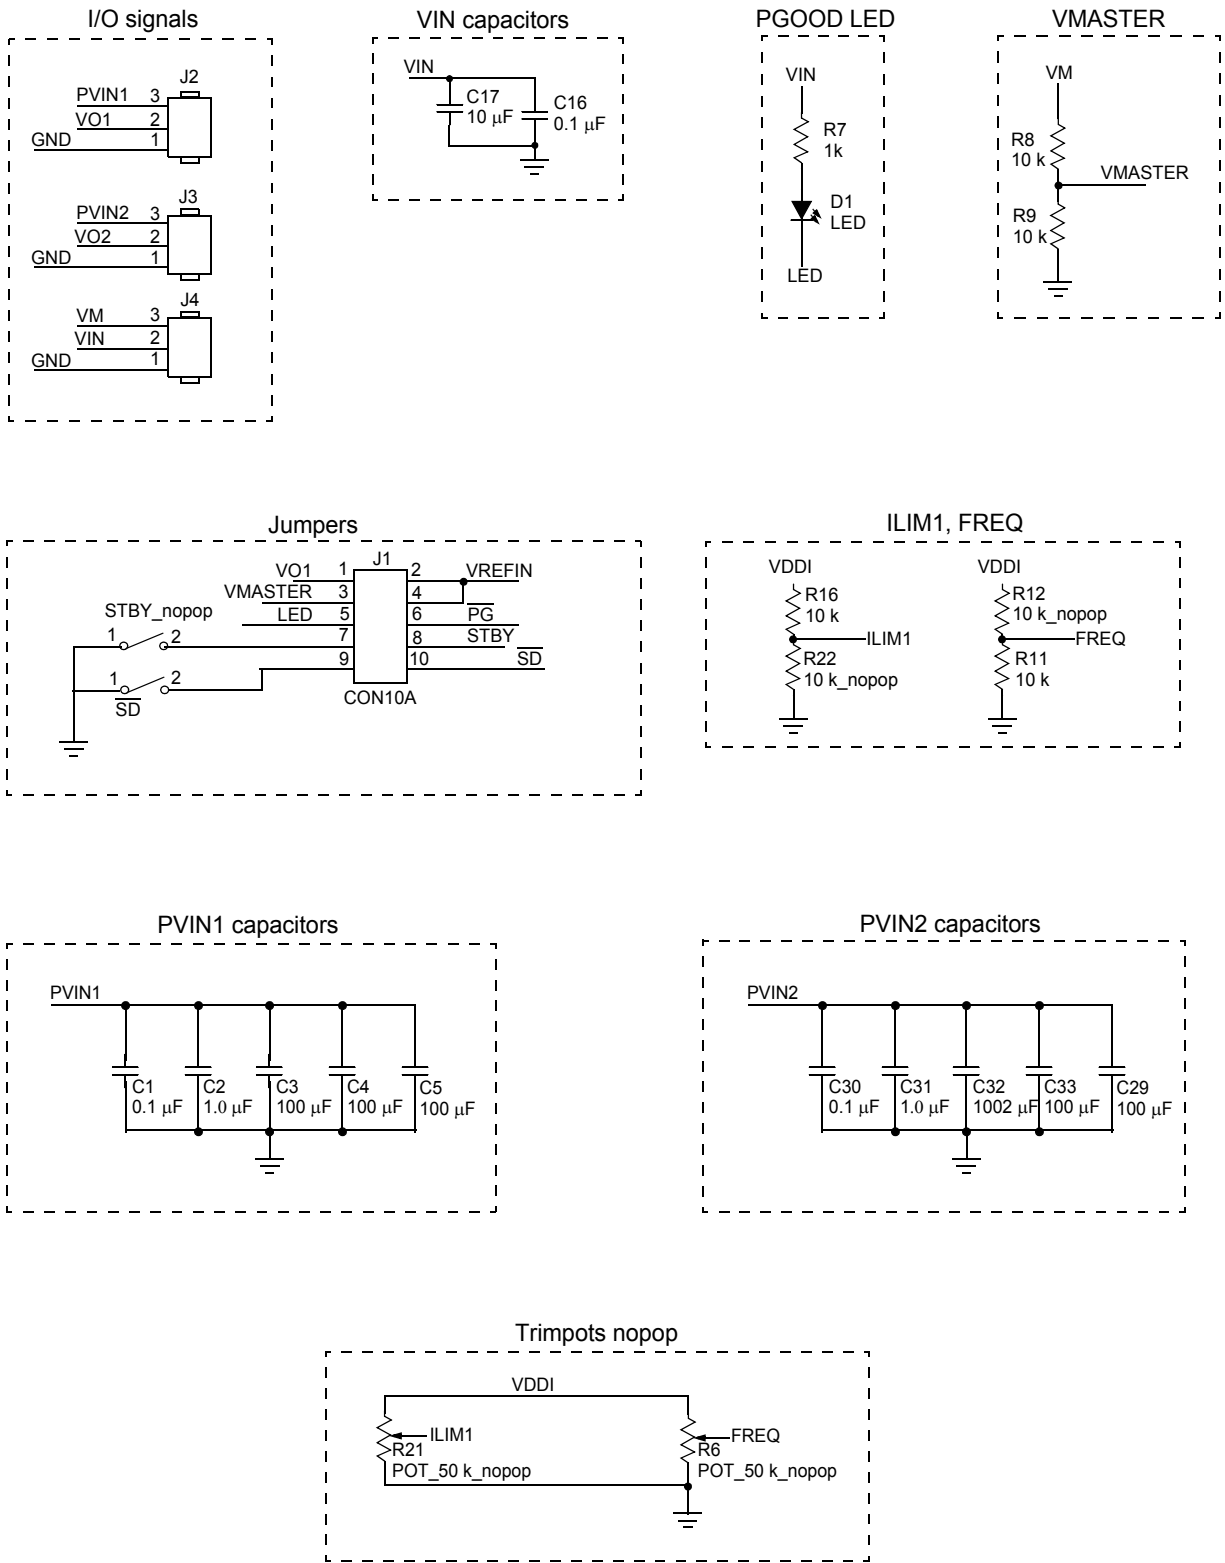 I/O signals
J2
PVIN1 3
VO1 2
GND 1
J3
PVIN2 3
VO2 2
GND 1
J4
VM 3
VIN 2
GND 1
VIN capacitors
VIN
C17
10 μF
C16
0.1 μF
PGOOD LED
VIN
R7
1k
D1
LED
LED
VMASTER
VM
R8
10 k
VMASTER
R9
10 k
Jumpers
J1
VO1 1 2 VREFIN
VMASTER 3 4
LED 5 6 PG
STBY_nopop
1 2
7 8 STBY
9 10 SD
1 2
SD
CON10A
ILIM1, FREQ
VDDI
R16
10 k
ILIM1
R22
10 k_nopop
VDDI
R12
10 k_nopop
FREQ
R11
10 k
PVIN1 capacitors
PVIN1
C1
0.1 μF
C2
1.0 μF
C3
100 μF
C4
100 μF
C5
100 μF
PVIN2 capacitors
PVIN2
C30
0.1 μF
C31
1.0 μF
C32
1002 μF
C33
100 μF
C29
100 μF
Trimpots nopop
VDDI
ILIM1
R21
POT_50 k_nopop
FREQ
R6
POT_50 k_nopop